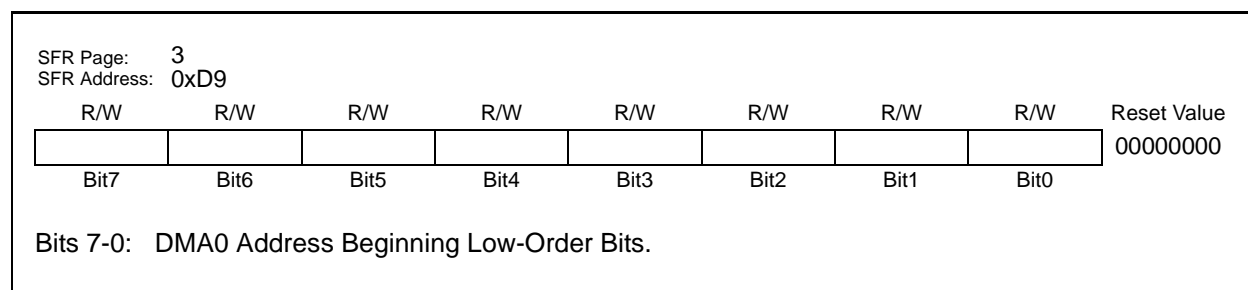 SFR Page: 3
SFR Address: 0xD9
R/W R/W R/W R/W R/W R/W R/W R/W Reset Value
00000000
Bit7 Bit6 Bit5 Bit4 Bit3 Bit2 Bit1 Bit0
Bits 7-0: DMA0 Address Beginning Low-Order Bits.